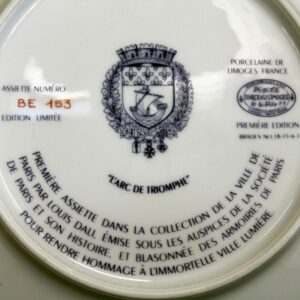 ASSIETTE NUMÉRO
BE 153
EDITION LIMITÉE
PORCELAINE DE
LIMOGES, FRANCE
PREMIÈRE EDITION
"L'ARC DE TRIOMPHE"
PREMIÈRE ASSIETTE DANS LA COLLECTION DE LA VILLE DE
PARIS PAR LOUIS DALI, ÉMISE SOUS LES AUSPICES DE LA SOCIÉTÉ
DE PARIS ET SON HISTOIRE, ET BLASONNÉE DES ARMOIRIES DE PARIS
POUR RENDRE HOMMAGE À L'IMMORTELLE VILLE LUMIÈRE